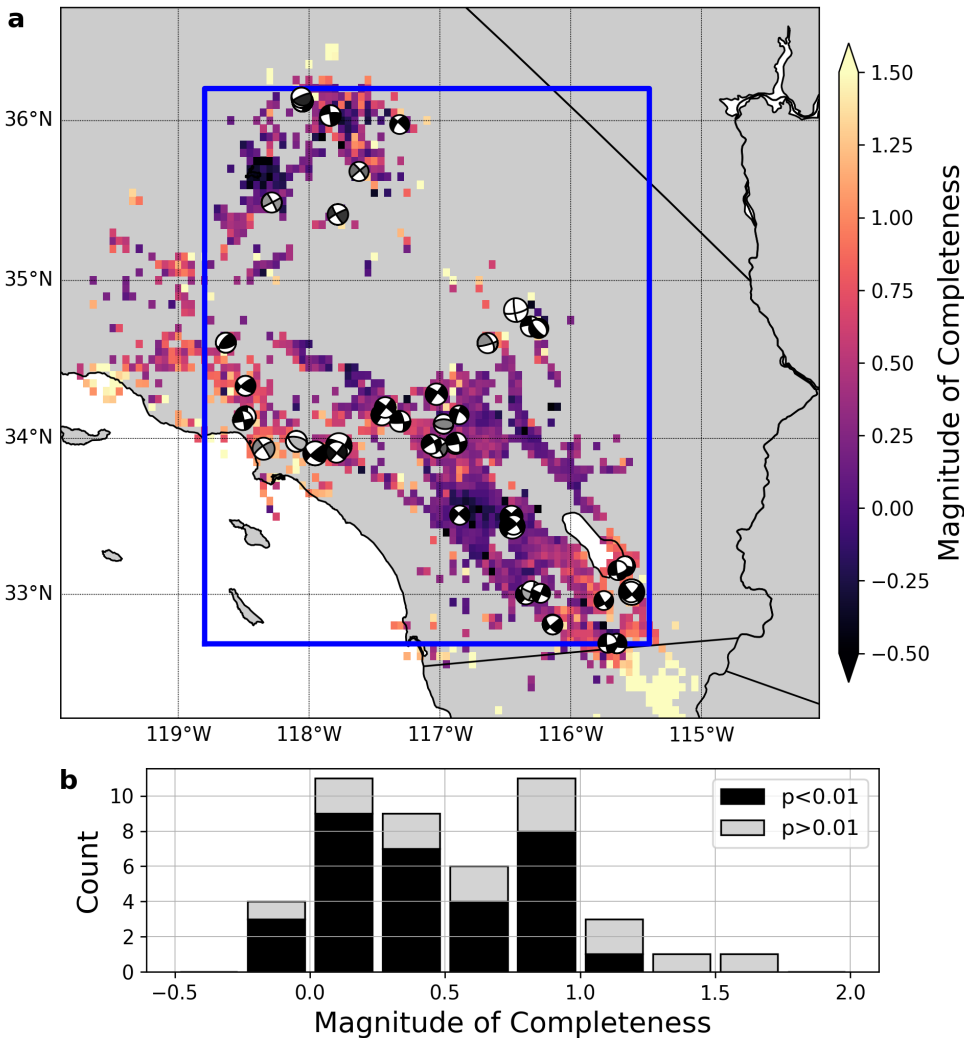 a
36°N
35°N
34°N
33°N
119°W 118°W 117°W 116°W 115°W
1.50
1.25
1.00
0.75
0.50
0.25
0.00
−0.25
−0.50
Magnitude of Completeness
b
10
8
6
4
2
0
Count
p<0.01
p>0.01
−0.5 0.0 0.5 1.0 1.5 2.0
Magnitude of Completeness